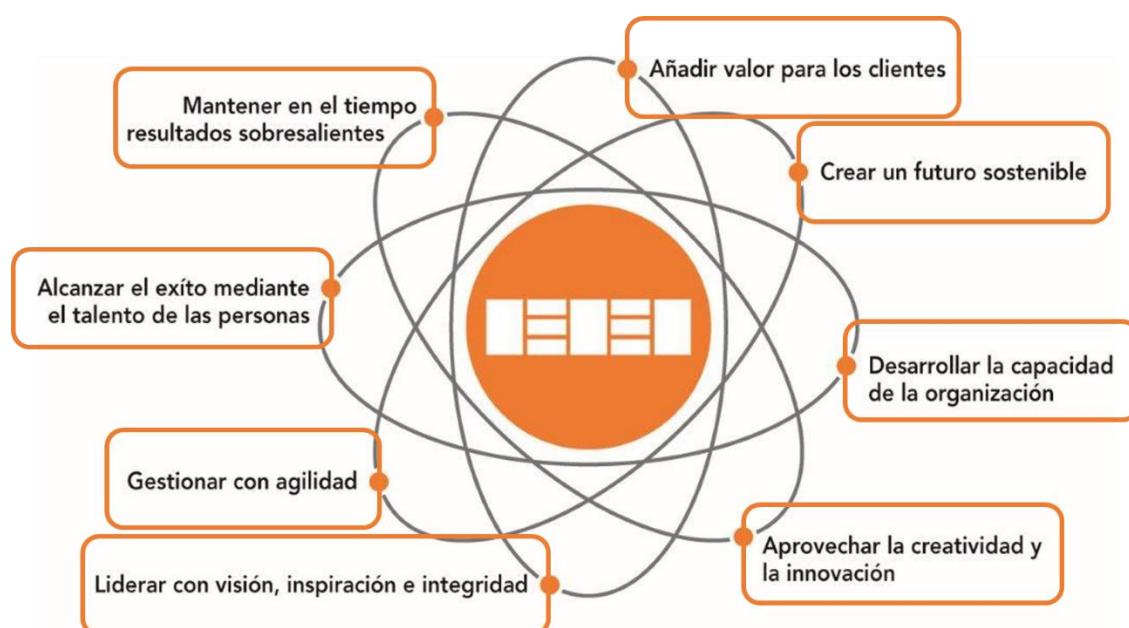 Añadir valor para los clientes
Mantener en el tiempo
resultados sobresalientes
Crear un futuro sostenible
Alcanzar el exíto mediante
el talento de las personas
Desarrollar la capacidad
de la organización
Gestionar con agilidad
Aprovechar la creatividad y
la innovación
Liderar con visión, inspiración e integridad